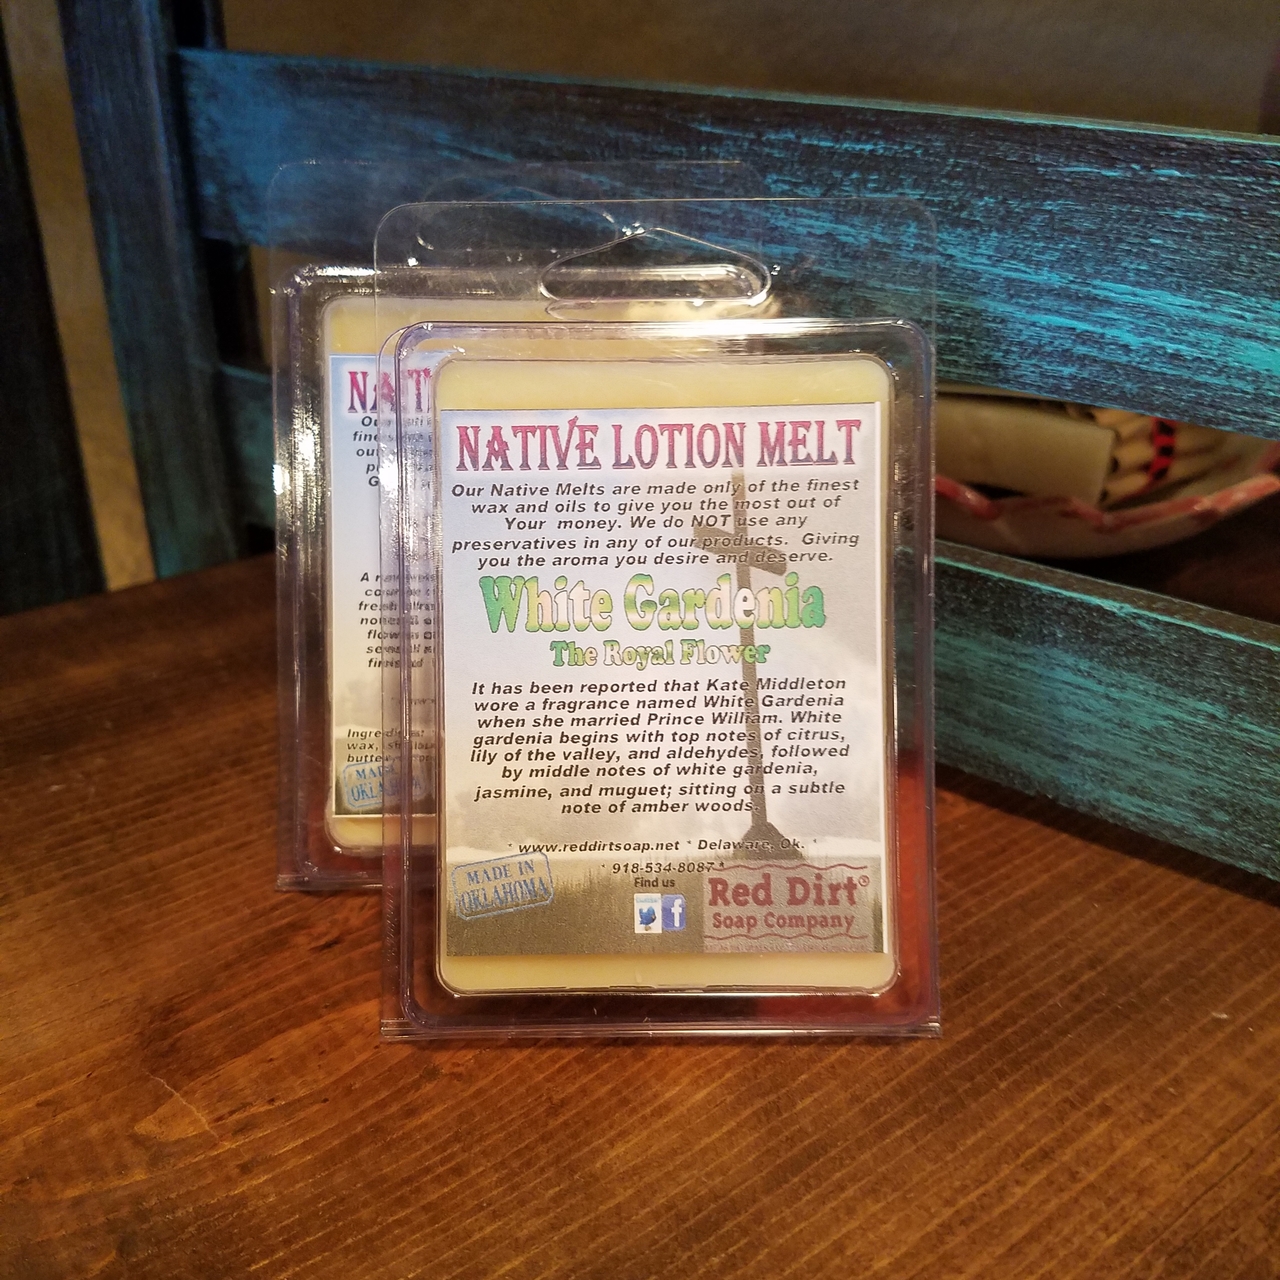 NATIVE LOTION MELT
Our Native Melts are made only of the finest
wax and oils to give you the most out of
Your money. We do NOT use any
preservatives in any of our products. Giving
you the aroma you desire and deserve.
White Gardenia
The Royal Flower
It has been reported that Kate Middleton
wore a fragrance named White Gardenia
when she married Prince William. White
gardenia begins with top notes of citrus,
lily of the valley, and aldehydes, followed
by middle notes of white gardenia,
jasmine, and muguet; sitting on a subtle
note of amber woods.
* www.reddirtsoap.net * Delaware, Ok. *
* 918-534-8087 *
Find us
MADE IN
OKLAHOMA
f
Red Dirt®
Soap Company
MADE
OKLAHOMA